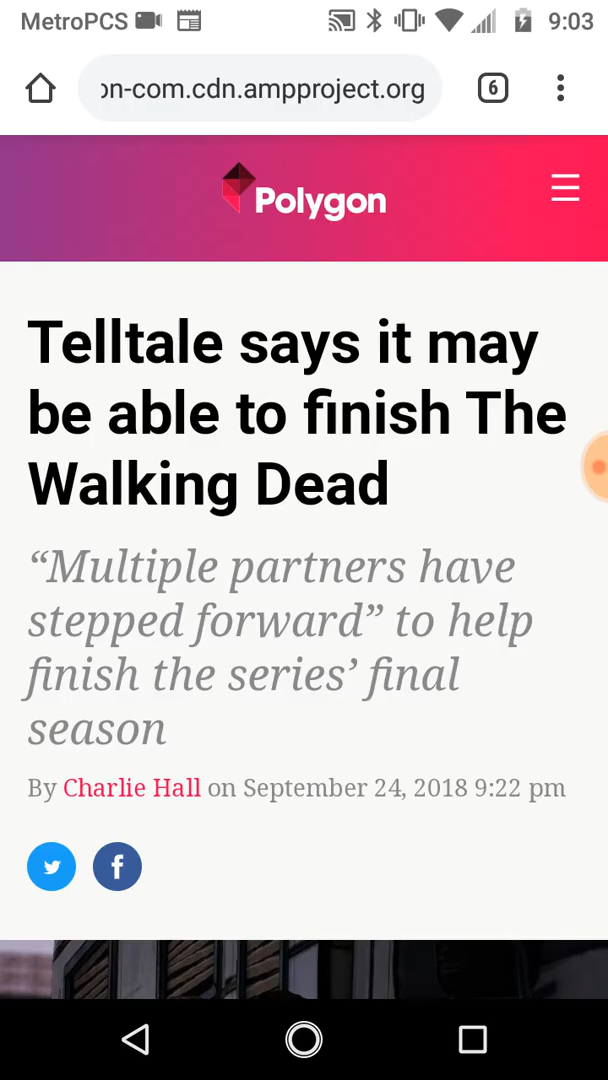 MetroPCS 9:03
on-com.cdn.ampproject.org 6
Polygon
Telltale says it may
be able to finish The
Walking Dead
“Multiple partners have
stepped forward” to help
finish the series’ final
season
By Charlie Hall on September 24, 2018 9:22 pm